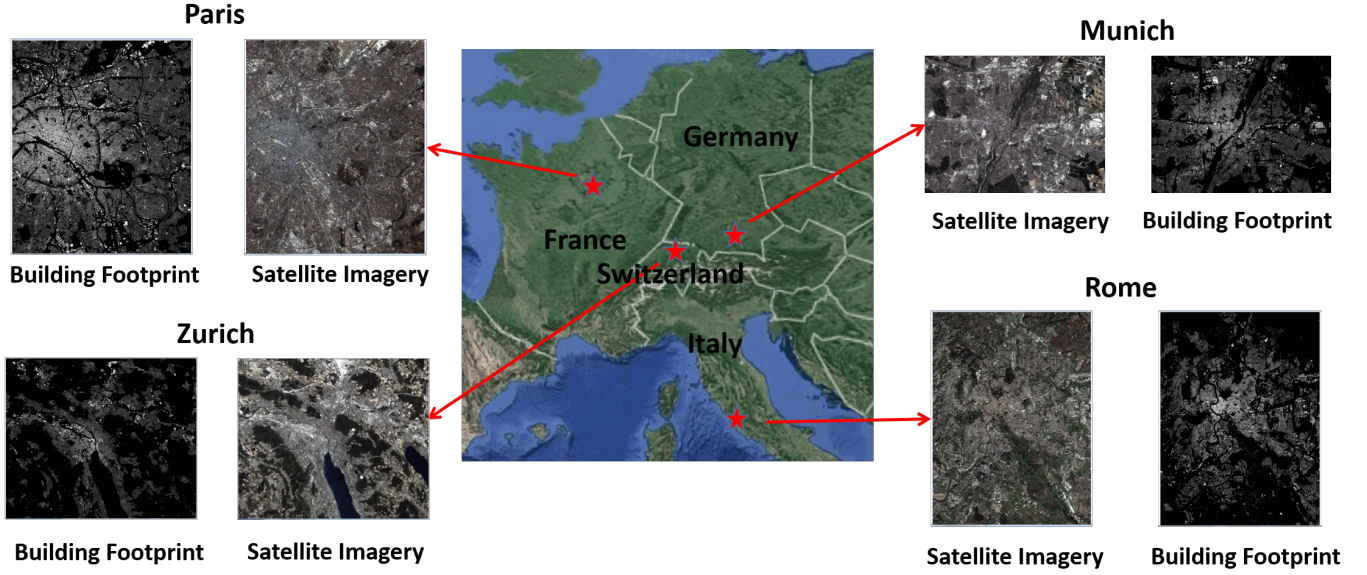 Paris
Building Footprint
Satellite Imagery
Zurich
Building Footprint
Satellite Imagery
Germany
France
Switzerland
Italy
Munich
Satellite Imagery
Building Footprint
Rome
Satellite Imagery
Building Footprint